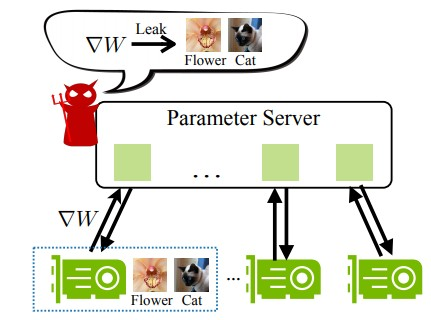 ∇W
Leak
Flower Cat
Parameter Server
...
∇W
...
Flower Cat